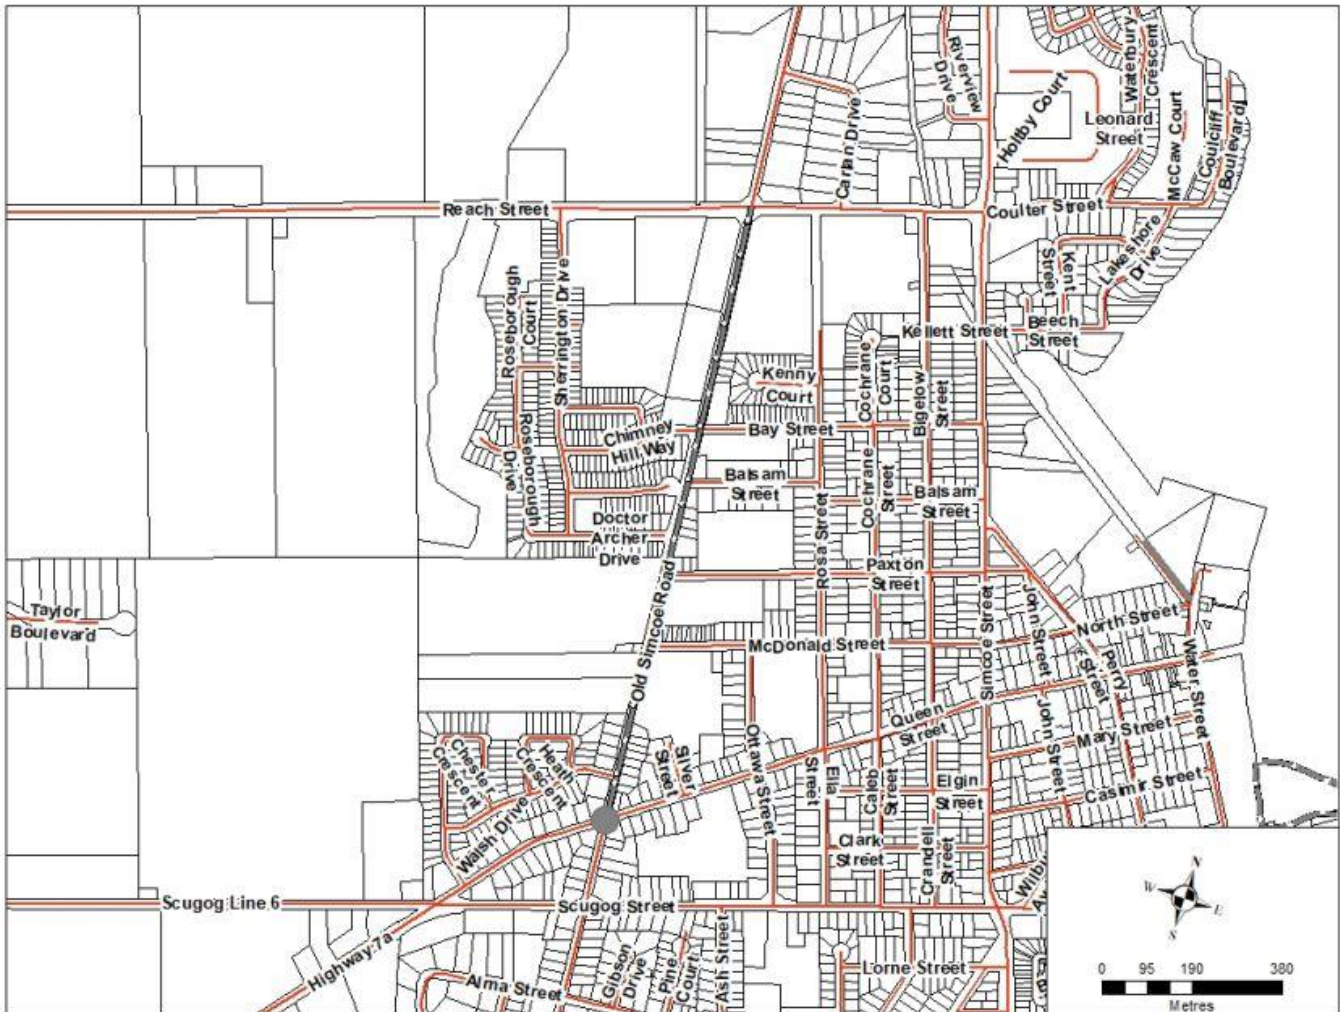 Riverview
Drive
Waterbury
Crescent
Holtby Court
Leonard
Street
McCaw Court
Coulcliff
Boulevard
Carlan Drive
Reach Street
Coulter Street
Lakeshore
Drive
Kent
Street
Roseborough
Court
Sherrington Drive
Kellett Street
Beech
Street
Kenny
Court
Cochrane
Court
Bigelow
Street
Chimney
Hill Way
Bay Street
Roseborough
Drive
Balsam
Street
Cochrane
Street
Balsam
Street
Doctor
Archer
Drive
Rosa Street
Paxton
Street
Old Simcoe Road
Taylor
Boulevard
John Street
North Street
McDonald Street
Simcoe Street
Perry
Street
Water Street
Queen
Street
John Street
Mary Street
Chester
Crescent
Heath
Crescent
Silver
Street
Ottawa Street
Ella
Street
Caleb
Street
Elgin
Street
Casimir Street
Walsh Drive
Clark
Street
Crandell
Street
Scugog Line 6
Scugog Street
Highway 7a
Alma Street
Gibson
Drive
Pine
Court
Ash Street
Lorne Street
N
W
E
S
0 95 190 380
Metres